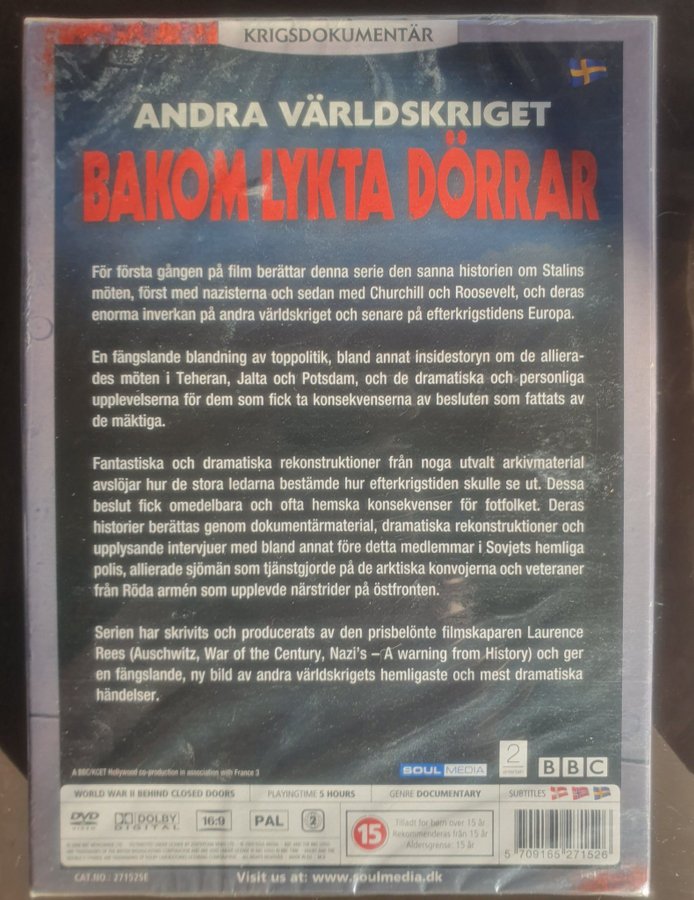 KRIGSDOKUMENTÄR
ANDRA VÄRLDSKRIGET
BAKOM LYKTA DÖRRAR
För första gången på film berättar denna serie den sanna historien om Stalins
möten, först med nazisterna och sedan med Churchill och Roosevelt, och deras
enorma inverkan på andra världskriget och senare på efterkrigstidens Europa.
En fängslande blandning av toppolitik, bland annat insidestoryn om de alliera-
des möten i Teheran, Jalta och Potsdam, och de dramatiska och personliga
upplevelserna för dem som fick ta konsekvenserna av besluten som fattats av
de mäktiga.
Fantastiska och dramatiska rekonstruktioner från noga utvalt arkivmaterial
avslöjar hur de stora ledarna bestämde hur efterkrigstiden skulle se ut. Dessa
beslut fick omedelbara och ofta hemska konsekvenser för fotfolket. Deras
historier berättas genom dokumentärmaterial, dramatiska rekonstruktioner och
upplysande intervjuer med bland annat före detta medlemmar i Sovjets hemliga
polis, allierade sjömän som tjänstgjorde på de arktiska konvojerna och veteraner
från Röda armén som upplevde närstrider på östfronten.
Serien har skrivits och producerats av den prisbelönte filmskaparen Laurence
Rees (Auschwitz, War of the Century, Nazi's – A warning from History) och ger
en fängslande, ny bild av andra världskrigets hemligaste och mest dramatiska
händelser.
A BBC/KCET Hollywood co-production in association with France 3
SOUL MEDIA 2 entertain BBC
WORLD WAR II BEHIND CLOSED DOORS PLAYINGTIME 5 HOURS GENRE DOCUMENTARY SUBTITLES
DVD VIDEO DOLBY DIGITAL 16:9 PAL 2
15 Tilladt for børn over 15 år
Rekommenderas från 15 år
Aldersgrense: 15 år
5 709165 271526
CAT.NO.: 27152SE Visit us at: www.soulmedia.dk